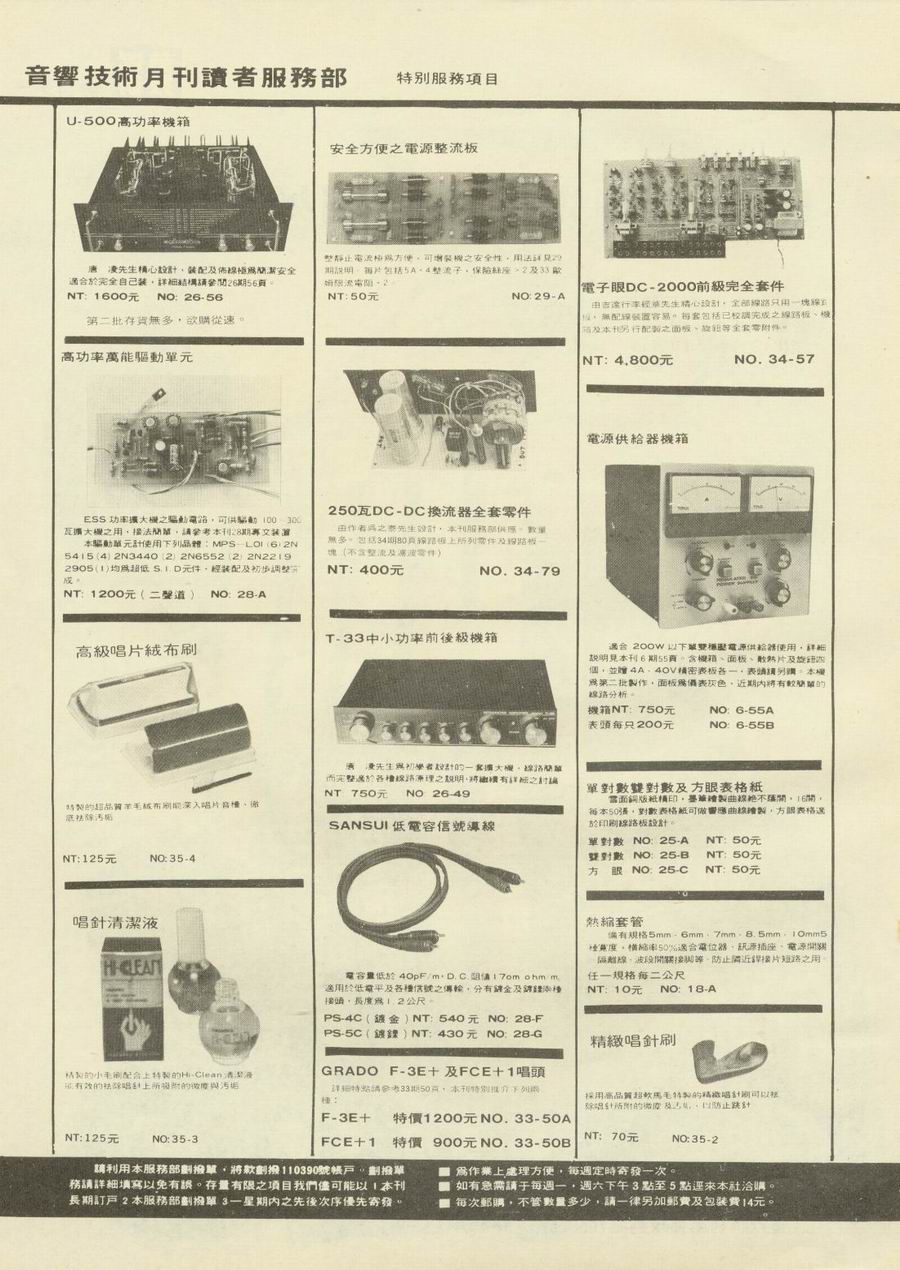 音響技術月刊讀者服務部
特別服務項目
U-500高功率機箱
唐 凌先生精心設計,裝配及佈線極為簡潔安全
適合於完全自己裝,詳細結構請參閱26期56頁。
NT: 1600元 NO: 26-56
第二批存貨無多,欲購從速。
高功率萬能驅動單元
ESS 功率擴大機之驅動電路,可供驅動 100-300
瓦擴大機之用,接法簡單,請參考本刊28期專文裝置
本驅動單元計使用下列晶體:MPS-LO1(6)2N
5415(4)2N3440(2)2N6552(2)2N2219
2905(1)均為超低 S.I.D元件,經裝配及初步調整
成。
NT: 1200元(二聲道) NO: 28-A
高級唱片絨布刷
特製的超品質羊毛絨布刷能深入唱片音槽、徹
底袪除污垢
NT:125元 NO:35-4
唱針清潔液
HI-CLEAN
精製的小毛刷配合上特製的Hi-Clean清潔液
能有效的袪除唱針上所吸附的微塵與污垢
NT:125元 NO:35-3
安全方便之電源整流板
整靜止電流極為方便,可增裝機之安全性,用法詳見29
期說明。每片包括5A、4整流子,保險絲座、2及33 歐
姆限流電阻、2。
NT:50元 NO:29-A
250瓦DC-DC換流器全套零件
由作者吳之泰先生設計,本刊服務部供應。數量
無多。包括34期80頁線路板上所列零件及線路板一
塊(不含整流及濾波零件)
NT: 400元 NO. 34-79
T-33中小功率前後級機箱
唐 凌先生為初學者設計的一套擴大機,線路簡單
而完整適於各種線路原理之說明,將繼續有詳細之討論
NT 750元 NO: 26-49
SANSUI 低電容信號導線
電容量低於 40pF/m,D.C.阻値17om ohm m,
適用於低電平及各種信號之傳輸,分有鍍金及鍍鎳兩種
接頭,長度為1.2公尺。
PS-4C(鍍金)NT: 540 元 NO: 28-F
PS-5C(鍍鎳)NT: 430 元 NO: 28-G
GRADO F-3E+ 及FCE+1唱頭
詳細特點請參考33期50頁,本刊特別推介下列兩
種:
F-3E+ 特價1200元 NO. 33-50A
FCE+1 特價 900元 NO. 33-50B
電子眼DC-2000前級完全套件
由吉遠行李經華先生精心設計,全部線路只用一塊線路
板,無配線裝置容易。每套包括已校調完成之線路板、機
箱及本刊另行配製之面板、旋鈕等全套零附件。
NT: 4,800元 NO. 34-57
電源供給器機箱
REGULATED DC
POWER SUPPLY
適合 200W 以下單雙穩壓電源供給器使用,詳細
說明見本刊 6 期55頁。含機箱、面板、散熱片及旋鈕四
個,並贈 4A、40V精密表板各一,表頭請另購。本機
為第二批製作,面板為儀表灰色,近期內將有較簡單的
線路分析。
機箱NT: 750元 NO: 6-55A
表頭每只200元 NO: 6-55B
單對數雙對數及方眼表格紙
雪面銅版紙精印,墨筆繪製曲線絶不蘊開,16開,
每本50張,對數表格紙可做響應曲線繪製,方眼表格適
於印刷線路板設計。
單對數 NO: 25-A NT: 50元
雙對數 NO: 25-B NT: 50元
方 眼 NO: 25-C NT: 50元
熱縮套管
備有規格5mm、6mm、7mm、8.5mm、10mm5
種寬度,橫縮率50%適合電位器、訊源插座、電源開關
隔離線、波段開關接脚等,防止隣近銲接片短路之用。
任一規格每二公尺
NT: 10元 NO: 18-A
精緻唱針刷
採用高品質超軟馬毛特製的精緻唱針刷可以袪
除唱針所附的微塵及污垢,以防止跳針
NT: 70元 NO:35-2
請利用本服務部劃撥單,將款劃撥110390號帳戶。劃撥單
務請詳細填寫以免有誤。存量有限之項目我們儘可能以 1 本刊
長期訂戶 2 本服務部劃撥單 3 一星期內之先後次序優先寄發。
■ 為作業上處理方便,每週定時寄發一次。
■ 如有急需請于每週一,週六下午 3 點至 5 點逕來本社洽購。
■ 每次郵購,不管數量多少,請一律另加郵費及包裝費14元。